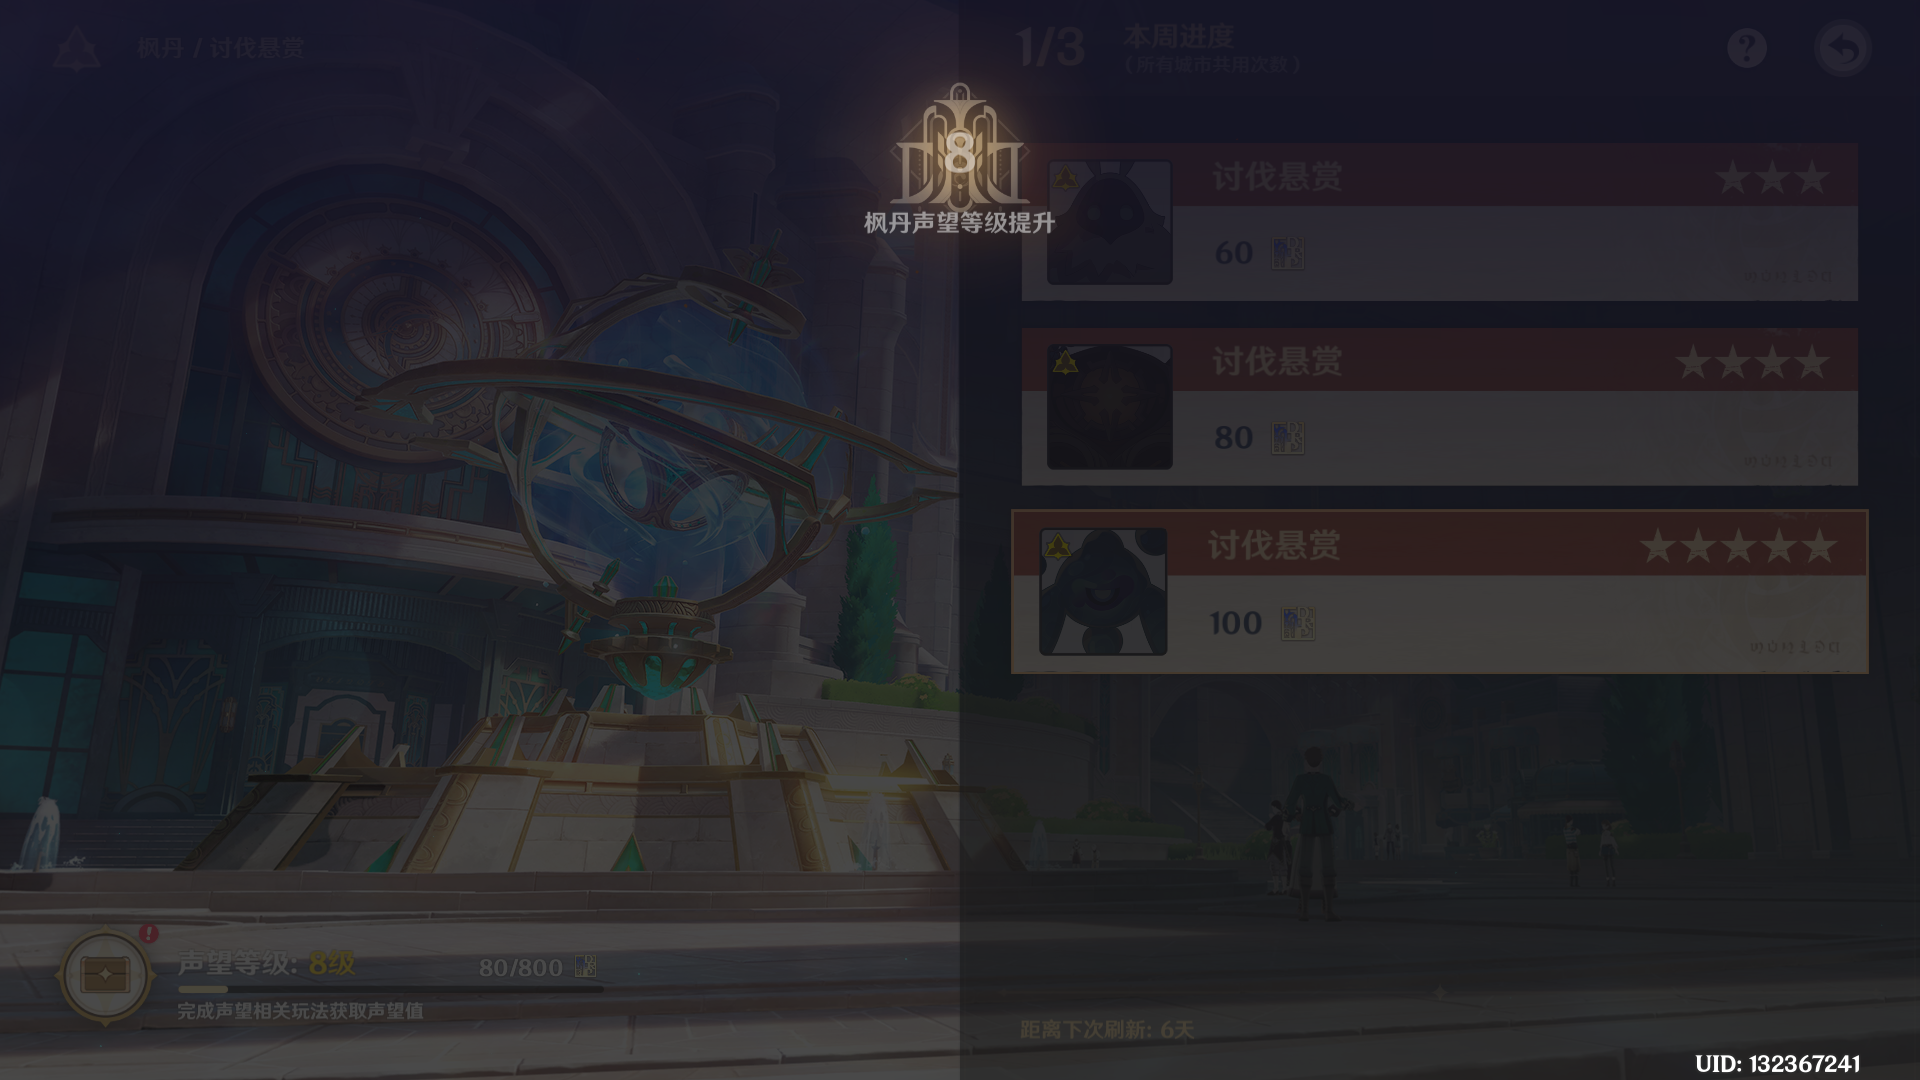 枫丹 / 讨伐悬赏
1/3
本周进度
(所有城市共用次数)
8
枫丹声望等级提升
讨伐悬赏
60
讨伐悬赏
80
讨伐悬赏
100
声望等级: 8级
80/800
完成声望相关玩法获取声望值
距离下次刷新: 6天
UID: 132367241